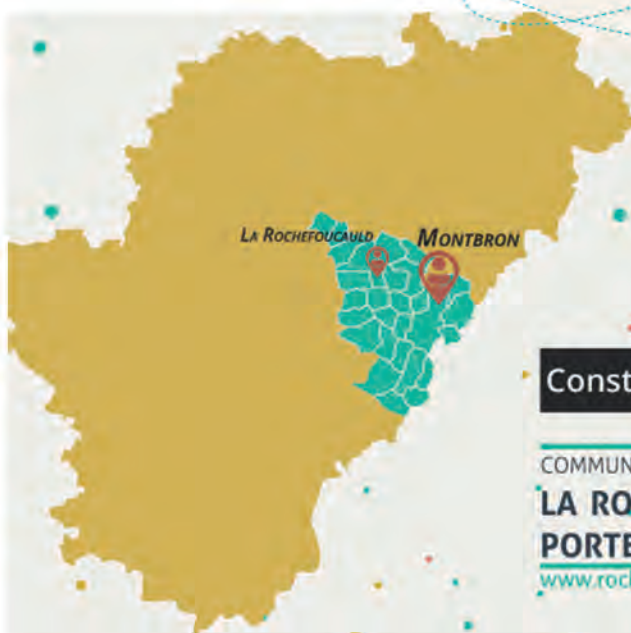 LA ROCHEFOUCAULD
MONTBRON
Const
COMMUN
LA RO
PORTE
www.roc